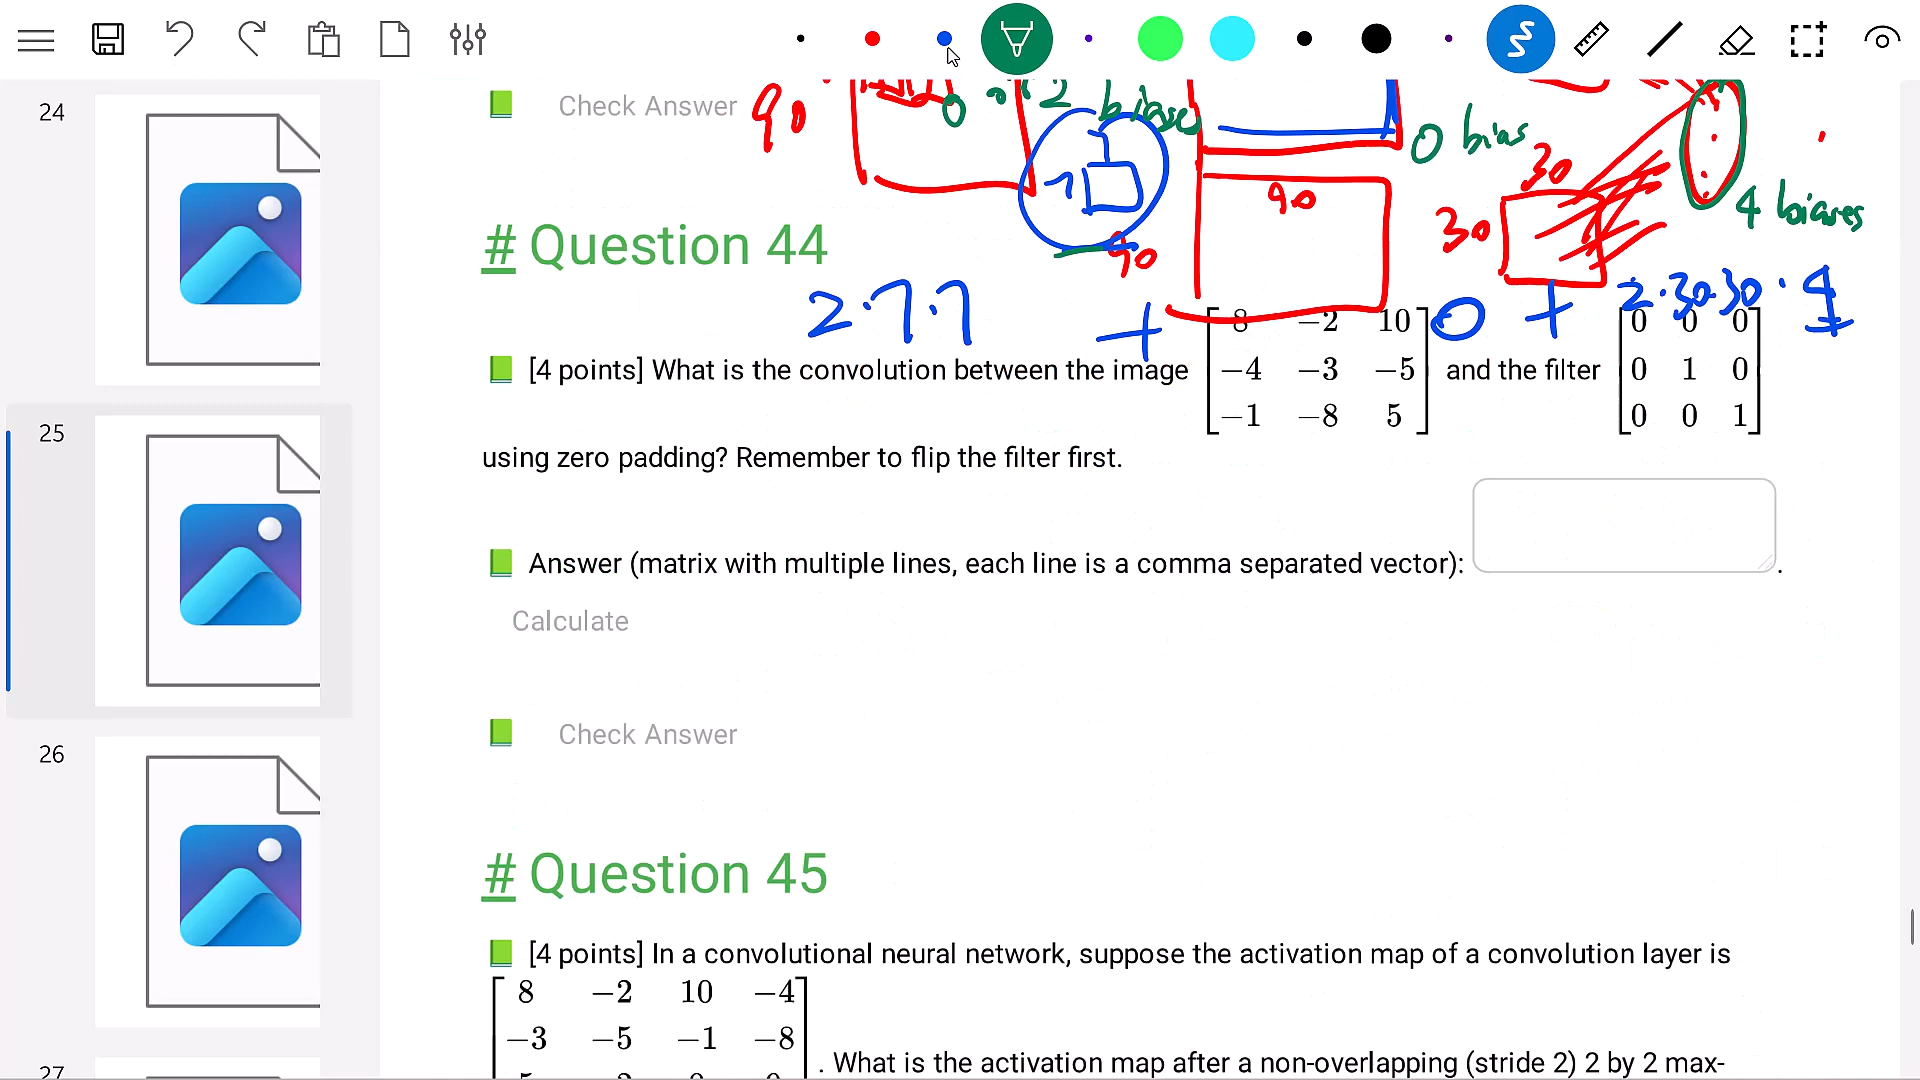 24
Check Answer
90
0 or 2 biases
0 bias
30
4 biases
# Question 44
90
30
90
2·7·7 + 0 + 2·30·30·4
[4 points] What is the convolution between the image
8 −2 10
−4 −3 −5
−1 −8 5
and the filter
0 0 0
0 1 0
0 0 1
using zero padding? Remember to flip the filter first.
25
Answer (matrix with multiple lines, each line is a comma separated vector):
.
Calculate
Check Answer
26
# Question 45
[4 points] In a convolutional neural network, suppose the activation map of a convolution layer is
8 −2 10 −4
−3 −5 −1 −8
. What is the activation map after a non-overlapping (stride 2) 2 by 2 max-
27